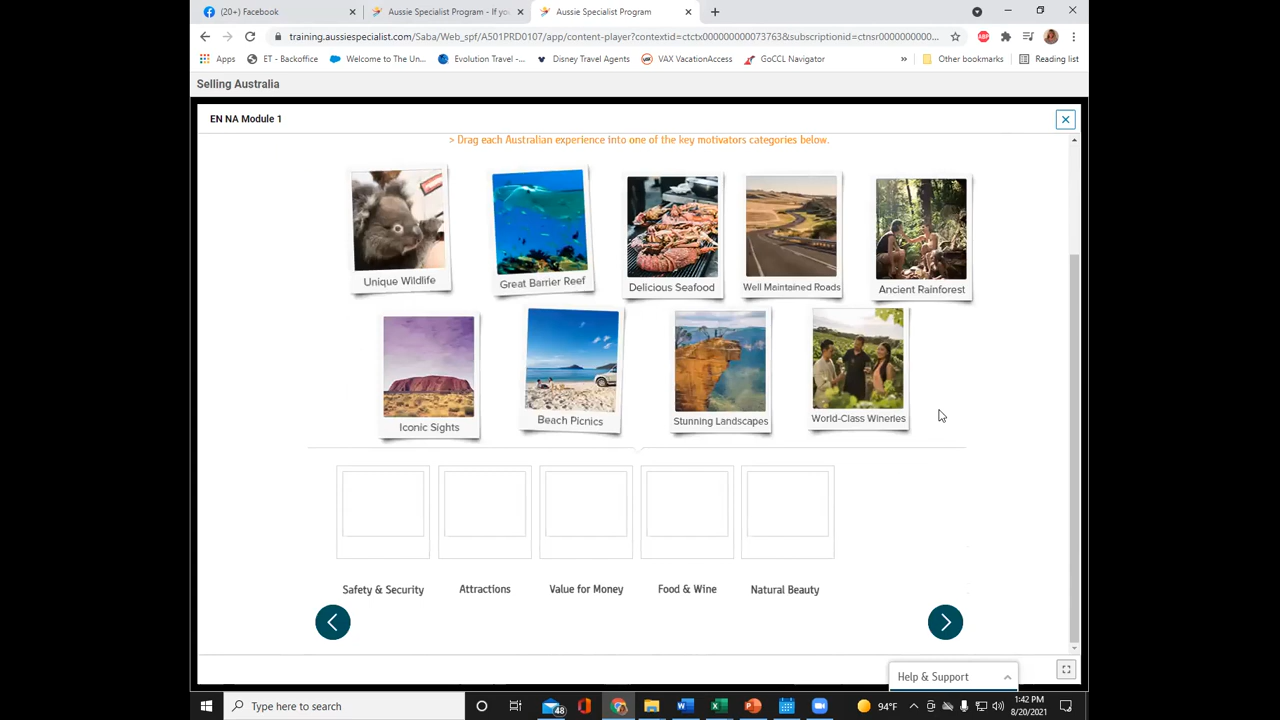 (20+) Facebook
Aussie Specialist Program - If yo
Aussie Specialist Program
training.aussiespecialist.com/Saba/Web_spf/A501PRD0107/app/content-player?contextid=ctctx000000000073763&subscriptionid=ctnsr0000000000...
Apps
ET - Backoffice
Welcome to The Un...
Evolution Travel -...
Disney Travel Agents
VAX VacationAccess
GoCCL Navigator
»
Other bookmarks
Reading list
Selling Australia
EN NA Module 1
> Drag each Australian experience into one of the key motivators categories below.
Unique Wildlife
Great Barrier Reef
Delicious Seafood
Well Maintained Roads
Ancient Rainforest
Iconic Sights
Beach Picnics
Stunning Landscapes
World-Class Wineries
Safety & Security
Attractions
Value for Money
Food & Wine
Natural Beauty
Help & Support
Type here to search
48
94°F
1:42 PM
8/20/2021